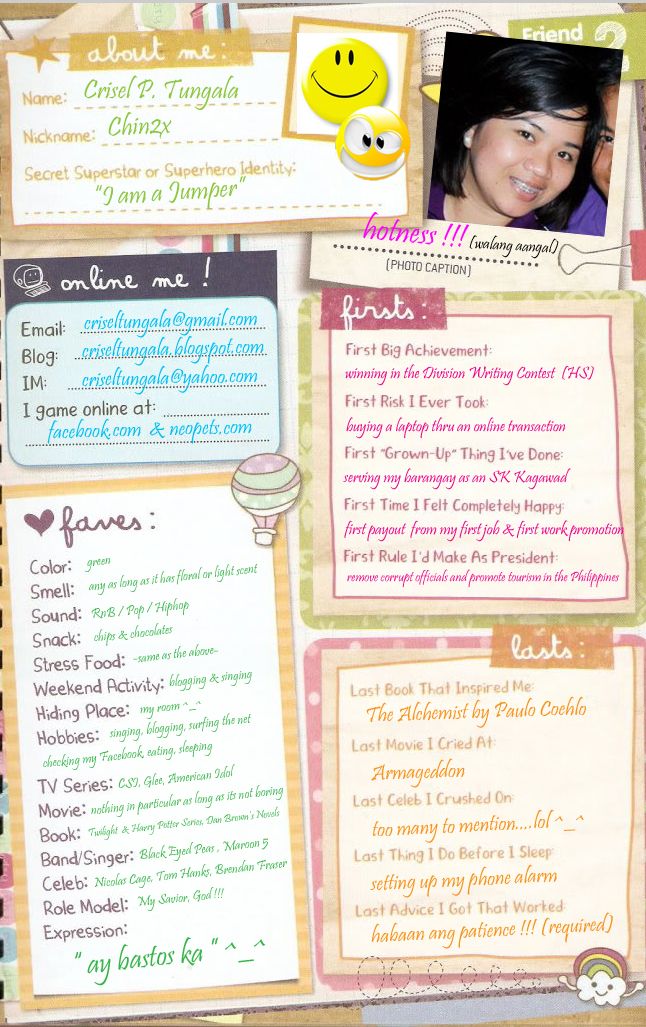 about me:
Friend 2
Name: Crisel P. Tungala
Nickname: Chin2x
Secret Superstar or Superhero Identity:
"I am a Jumper"
hotness !!! (walang aangal)
(PHOTO CAPTION)
online me !
Email: criseltungala@gmail.com
Blog: criseltungala.blogspot.com
IM: criseltungala@yahoo.com
I game online at:
facebook.com & neopets.com
firsts:
First Big Achievement:
winning in the Division Writing Contest (HS)
First Risk I Ever Took:
buying a laptop thru an online transaction
First "Grown-Up" Thing I've Done:
serving my barangay as an SK Kagawad
First Time I Felt Completely Happy:
first payout from my first job & first work promotion
First Rule I'd Make As President:
remove corrupt officials and promote tourism in the Philippines
faves:
Color: green
Smell: any as long as it has floral or light scent
Sound: RnB / Pop / Hiphop
Snack: chips & chocolates
Stress Food: -same as the above-
Weekend Activity: blogging & singing
Hiding Place: my room ^_^
Hobbies: singing, blogging, surfing the net
checking my Facebook, eating, sleeping
TV Series: CSI, Glee, American Idol
Movie: nothing in particular as long as its not boring
Book: Twilight & Harry Potter Series, Dan Brown's Novels
Band/Singer: Black Eyed Peas , Maroon 5
Celeb: Nicolas Cage, Tom Hanks, Brendan Fraser
Role Model: My Savior, God !!!
Expression:
" ay bastos ka " ^_^
lasts:
Last Book That Inspired Me:
The Alchemist by Paulo Coehlo
Last Movie I Cried At:
Armageddon
Last Celeb I Crushed On:
too many to mention....lol ^_^
Last Thing I Do Before I Sleep:
setting up my phone alarm
Last Advice I Got That Worked:
habaan ang patience !!! (required)